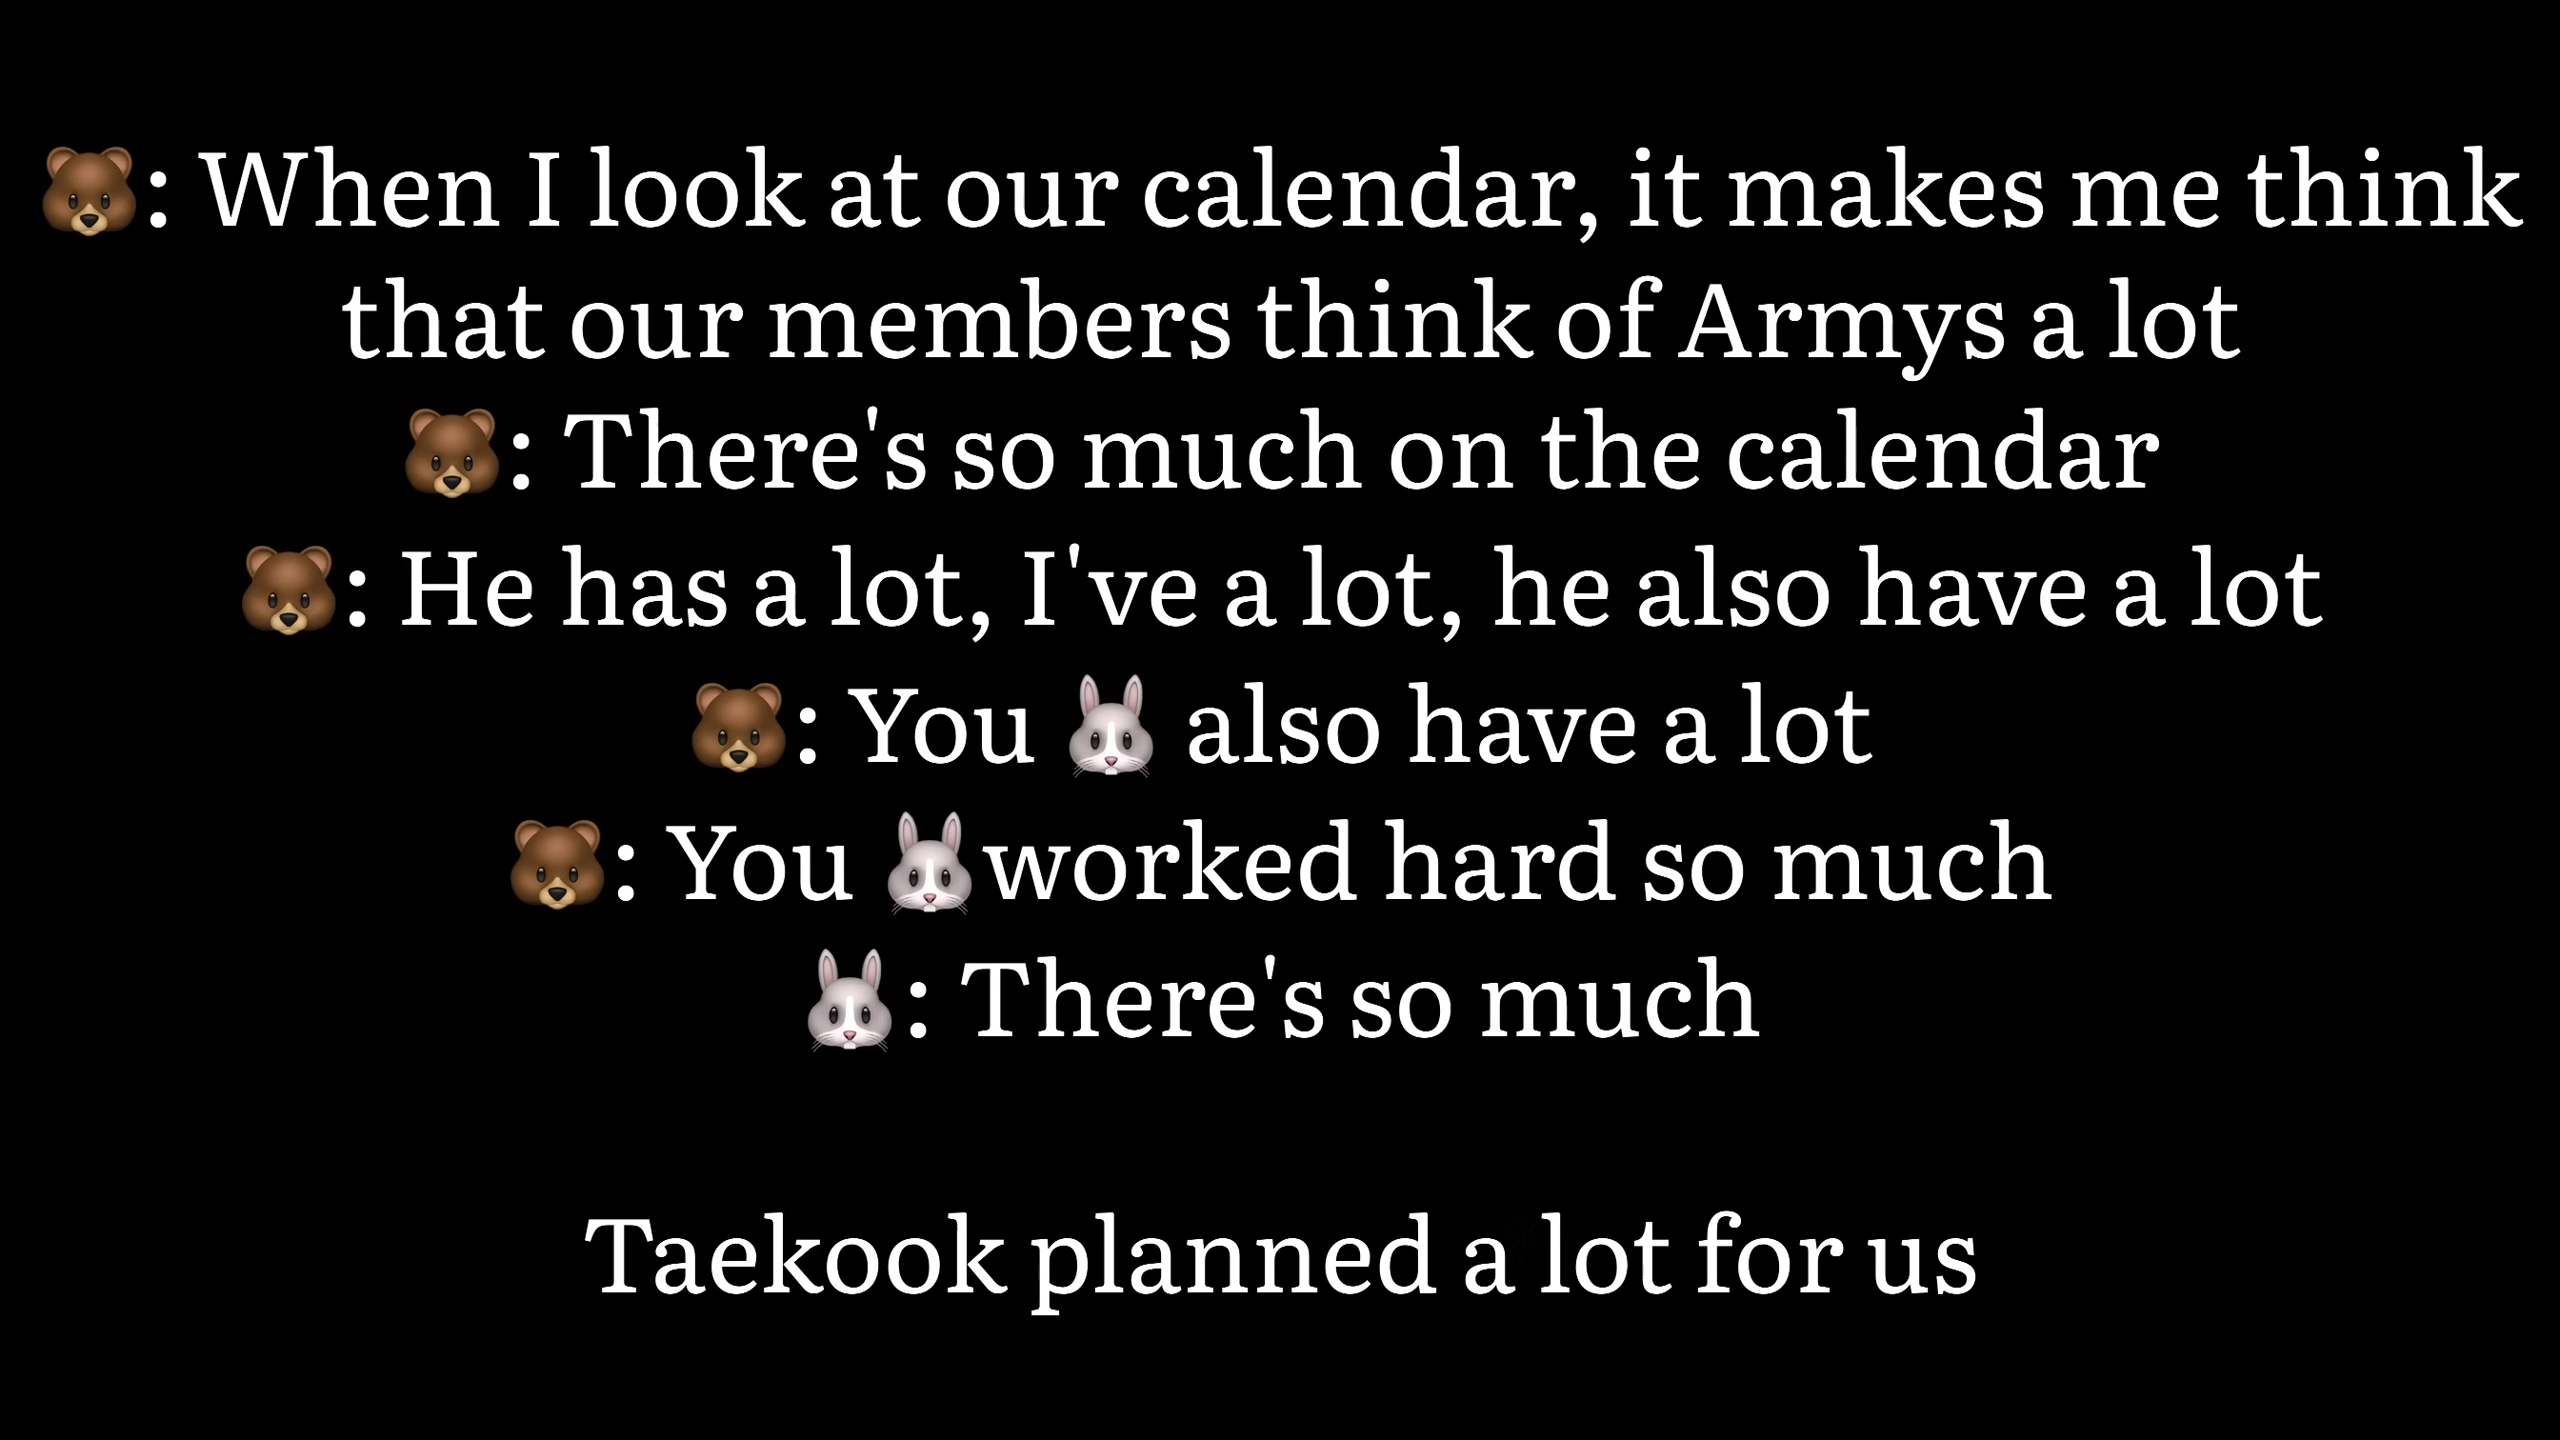 🐻: When I look at our calendar, it makes me think
that our members think of Armys a lot
🐻: There's so much on the calendar
🐻: He has a lot, I've a lot, he also have a lot
🐻: You 🐰 also have a lot
🐻: You 🐰worked hard so much
🐰: There's so much
Taekook planned a lot for us